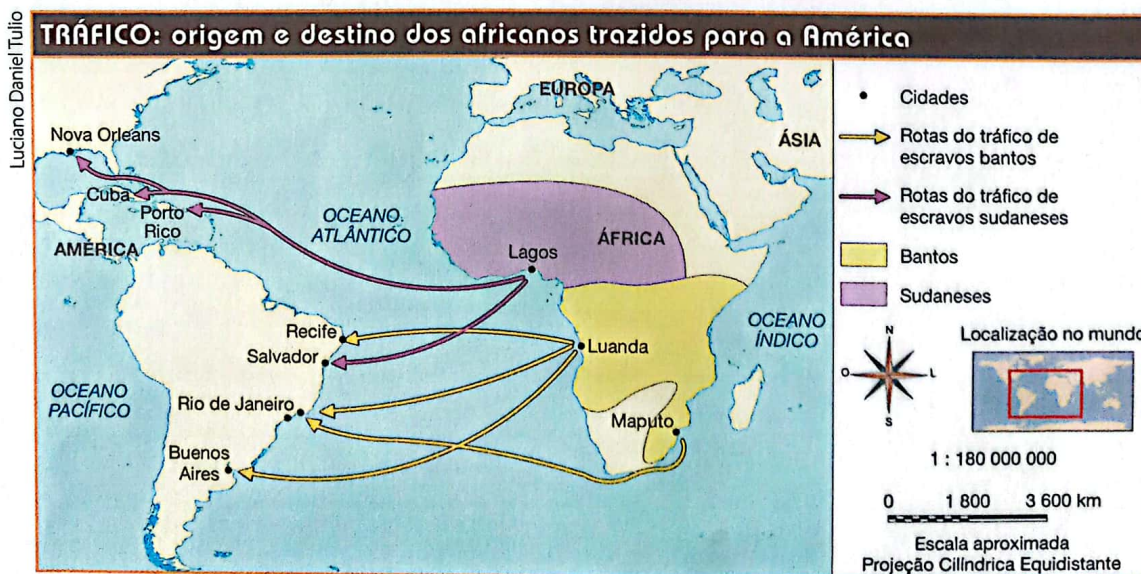 Luciano Daniel Tulio
TRÁFICO: origem e destino dos africanos trazidos para a América
EUROPA
ÁSIA
Nova Orleans
Cuba
Porto
Rico
OCEANO
ATLÂNTICO
ÁFRICA
AMÉRICA
Lagos
Recife
Luanda
OCEANO
ÍNDICO
Salvador
OCEANO
PACÍFICO
Rio de Janeiro
Maputo
Buenos
Aires
Cidades
Rotas do tráfico de
escravos bantos
Rotas do tráfico de
escravos sudaneses
Bantos
Sudaneses
N
O
L
S
Localização no mundo
1 : 180 000 000
0 1 800 3 600 km
Escala aproximada
Projeção Cilíndrica Equidistante